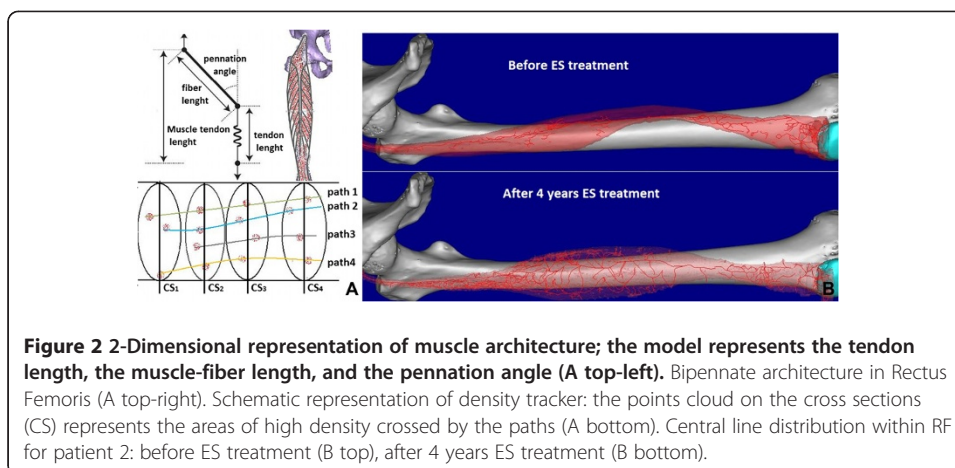 pennation
angle
fiber
lenght
Muscle tendon
lenght
tendon
lenght
path 1
path 2
path3
path4
CS1
CS2
CS3
CS4
A
Before ES treatment
After 4 years ES treatment
B
Figure 2 2-Dimensional representation of muscle architecture; the model represents the tendon
length, the muscle-fiber length, and the pennation angle (A top-left). Bipennate architecture in Rectus
Femoris (A top-right). Schematic representation of density tracker: the points cloud on the cross sections
(CS) represents the areas of high density crossed by the paths (A bottom). Central line distribution within RF
for patient 2: before ES treatment (B top), after 4 years ES treatment (B bottom).